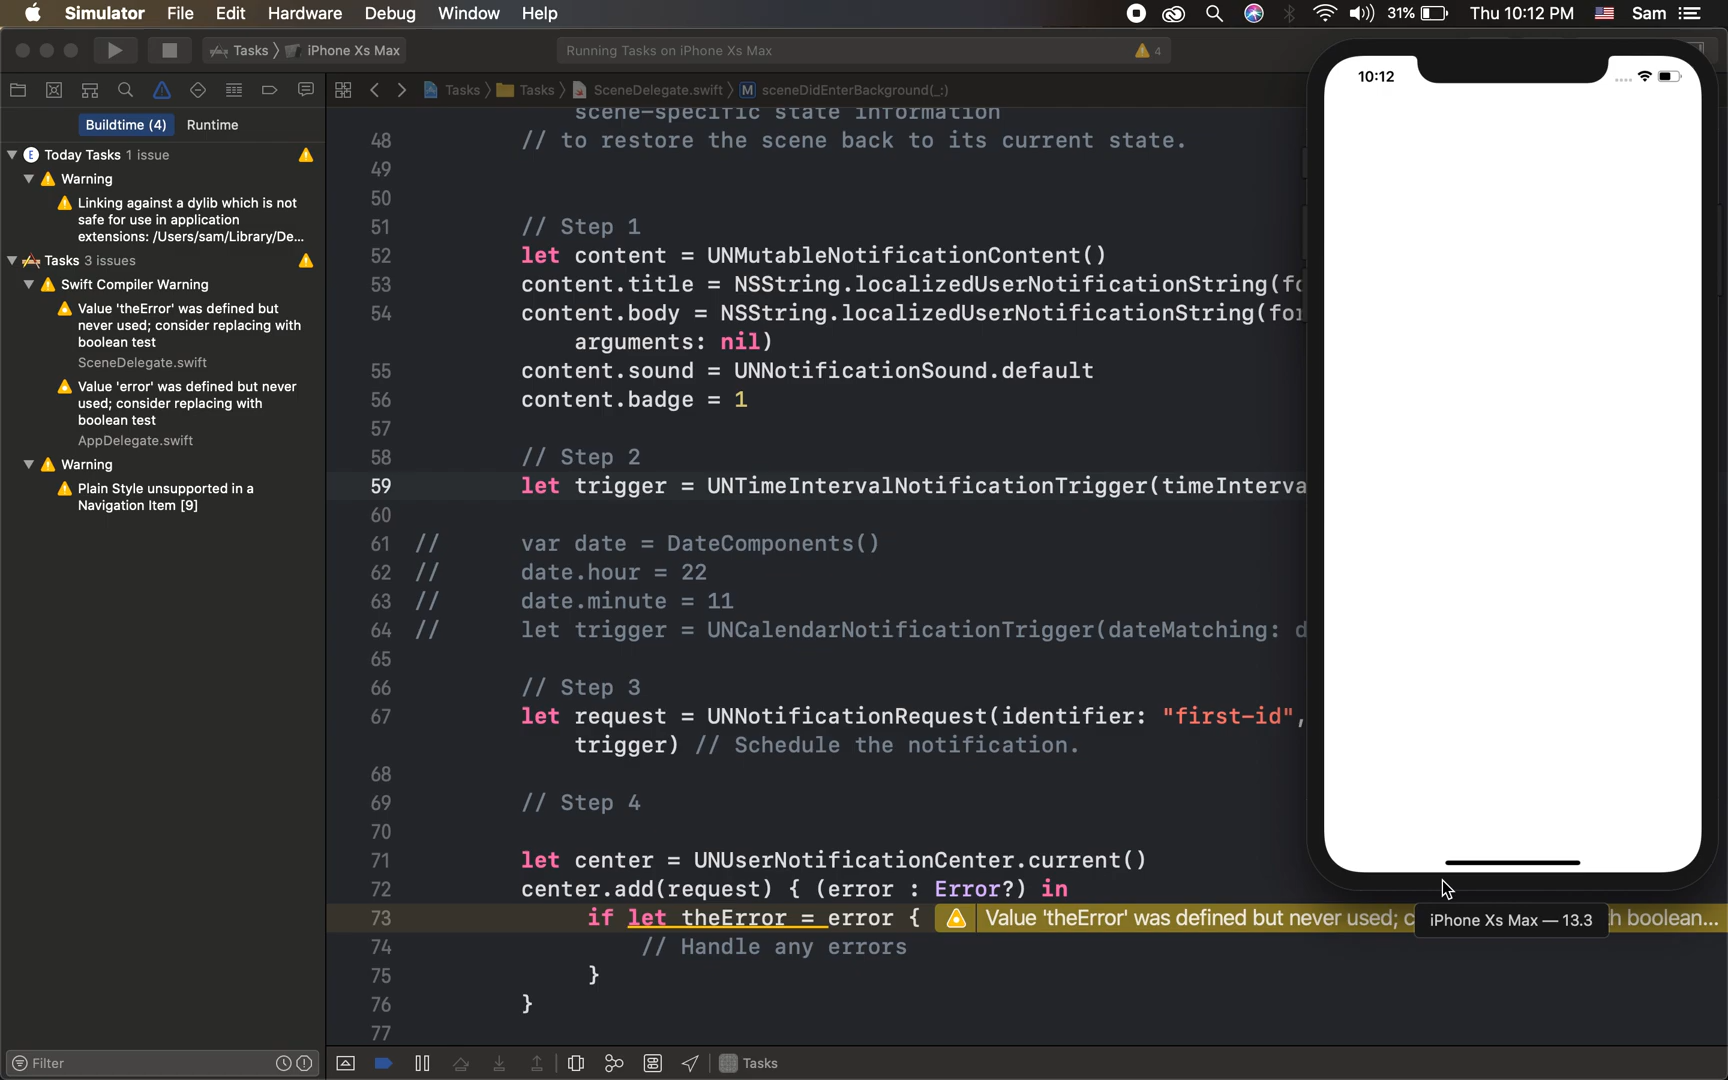 Simulator File Edit Hardware Debug Window Help 31% Thu 10:12 PM Sam
Tasks iPhone Xs Max Running Tasks on iPhone Xs Max 4
Tasks Tasks SceneDelegate.swift M sceneDidEnterBackground(_:)
Buildtime (4) Runtime
Today Tasks 1 issue
Warning
Linking against a dylib which is not
safe for use in application
extensions: /Users/sam/Library/De...
Tasks 3 issues
Swift Compiler Warning
Value 'theError' was defined but
never used; consider replacing with
boolean test
SceneDelegate.swift
Value 'error' was defined but never
used; consider replacing with
boolean test
AppDelegate.swift
Warning
Plain Style unsupported in a
Navigation Item [9]
Filter
scene-specific state information
48 // to restore the scene back to its current state.
49
50
51 // Step 1
52 let content = UNMutableNotificationContent()
53 content.title = NSString.localizedUserNotificationString(fo
54 content.body = NSString.localizedUserNotificationString(for
arguments: nil)
55 content.sound = UNNotificationSound.default
56 content.badge = 1
57
58 // Step 2
59 let trigger = UNTimeIntervalNotificationTrigger(timeInterva
60
61 // var date = DateComponents()
62 // date.hour = 22
63 // date.minute = 11
64 // let trigger = UNCalendarNotificationTrigger(dateMatching: d
65
66 // Step 3
67 let request = UNNotificationRequest(identifier: "first-id",
trigger) // Schedule the notification.
68
69 // Step 4
70
71 let center = UNUserNotificationCenter.current()
72 center.add(request) { (error : Error?) in
73 if let theError = error { Value 'theError' was defined but never used; c h boolean...
74 // Handle any errors
75 }
76 }
77
Tasks
10:12
iPhone Xs Max — 13.3